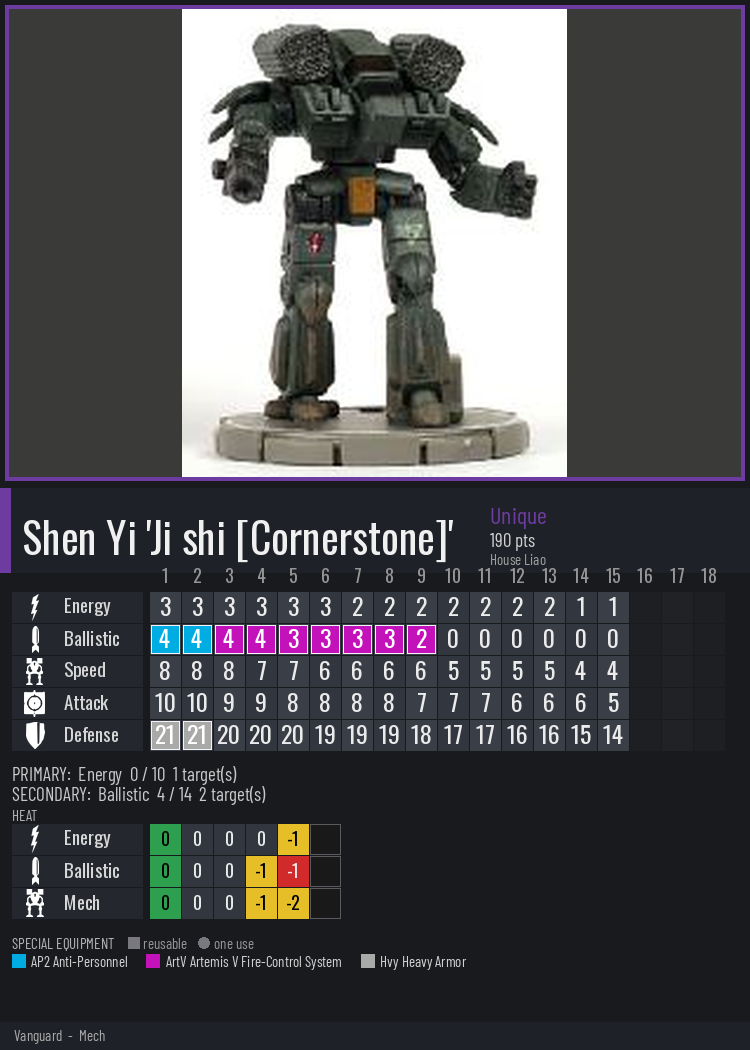 Shen Yi 'Ji shi [Cornerstone]'
Unique
190 pts
House Liao
1 2 3 4 5 6 7 8 9 10 11 12 13 14 15 16 17 18
Energy 3 3 3 3 3 3 2 2 2 2 2 2 2 1 1
Ballistic 4 4 4 4 3 3 3 3 2 0 0 0 0 0 0
Speed 8 8 8 7 7 6 6 6 6 5 5 5 5 4 4
Attack 10 10 9 9 8 8 8 8 7 7 7 6 6 6 5
Defense 21 21 20 20 20 19 19 19 18 17 17 16 16 15 14
PRIMARY: Energy 0 / 10 1 target(s)
SECONDARY: Ballistic 4 / 14 2 target(s)
HEAT
Energy 0 0 0 0 -1
Ballistic 0 0 0 -1 -1
Mech 0 0 0 -1 -2
SPECIAL EQUIPMENT reusable one use
AP2 Anti-Personnel ArtV Artemis V Fire-Control System Hvy Heavy Armor
Vanguard - Mech